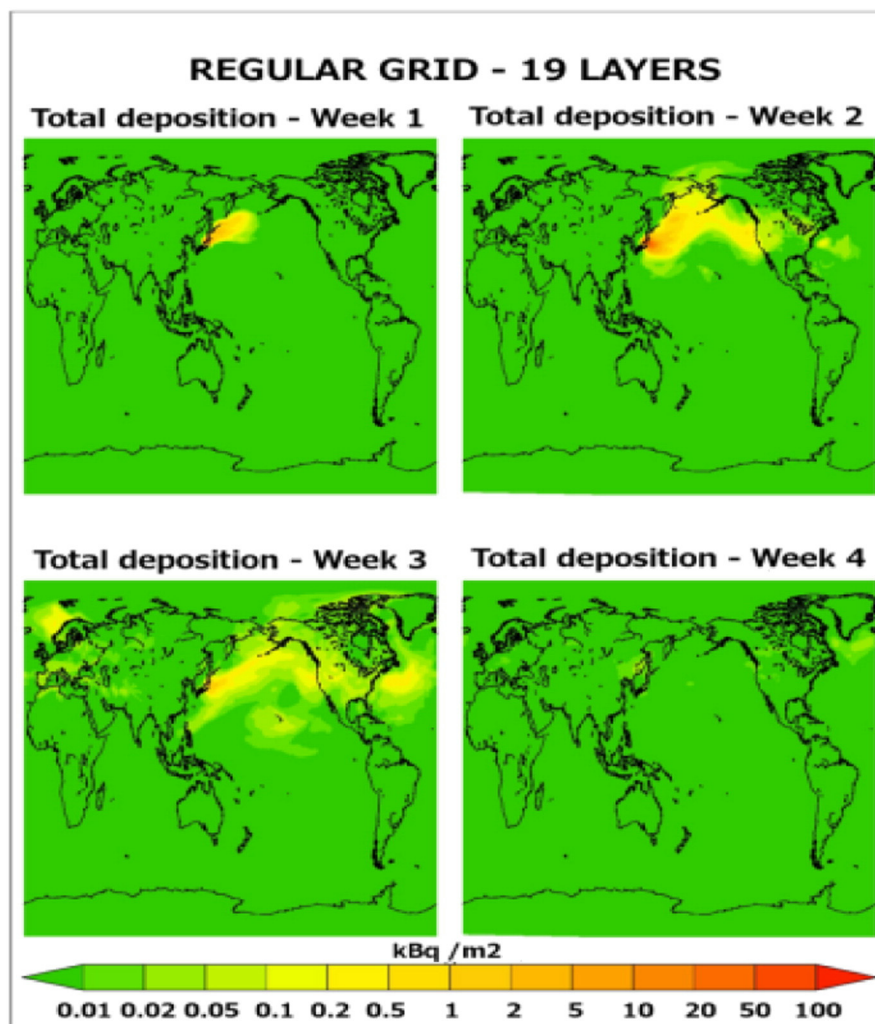 REGULAR GRID - 19 LAYERS
Total deposition - Week 1
Total deposition - Week 2
Total deposition - Week 3
Total deposition - Week 4
kBq /m2
0.01 0.02 0.05 0.1 0.2 0.5 1 2 5 10 20 50 100